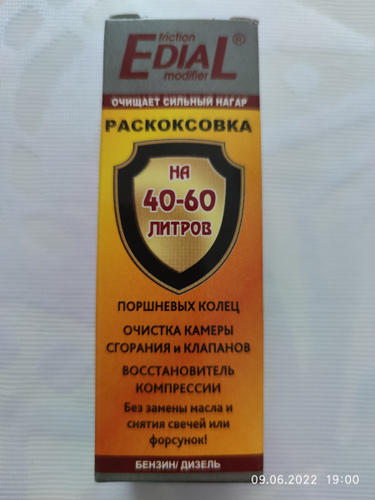 friction
EDIAL®
modifier
ОЧИЩАЕТ СИЛЬНЫЙ НАГАР
РАСКОКСОВКА
НА
40-60
ЛИТРОВ
ПОРШНЕВЫХ КОЛЕЦ
ОЧИСТКА КАМЕРЫ
СГОРАНИЯ и КЛАПАНОВ
ВОССТАНОВИТЕЛЬ
КОМПРЕССИИ
Без замены масла и
снятия свечей или
форсунок!
БЕНЗИН/ ДИЗЕЛЬ
09.06.2022 19:00